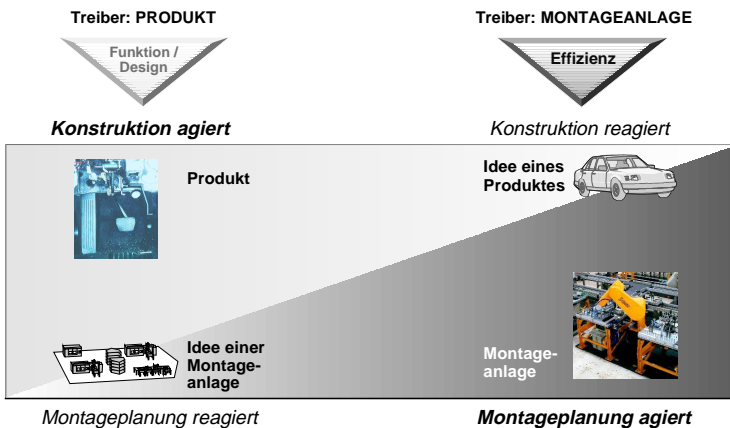 Treiber: PRODUKT
Treiber: MONTAGEANLAGE
Funktion /
Design
Effizienz
Konstruktion agiert
Konstruktion reagiert
Produkt
Idee eines
Produktes
Idee einer
Montage-
anlage
Montage-
anlage
Montageplanung reagiert
Montageplanung agiert